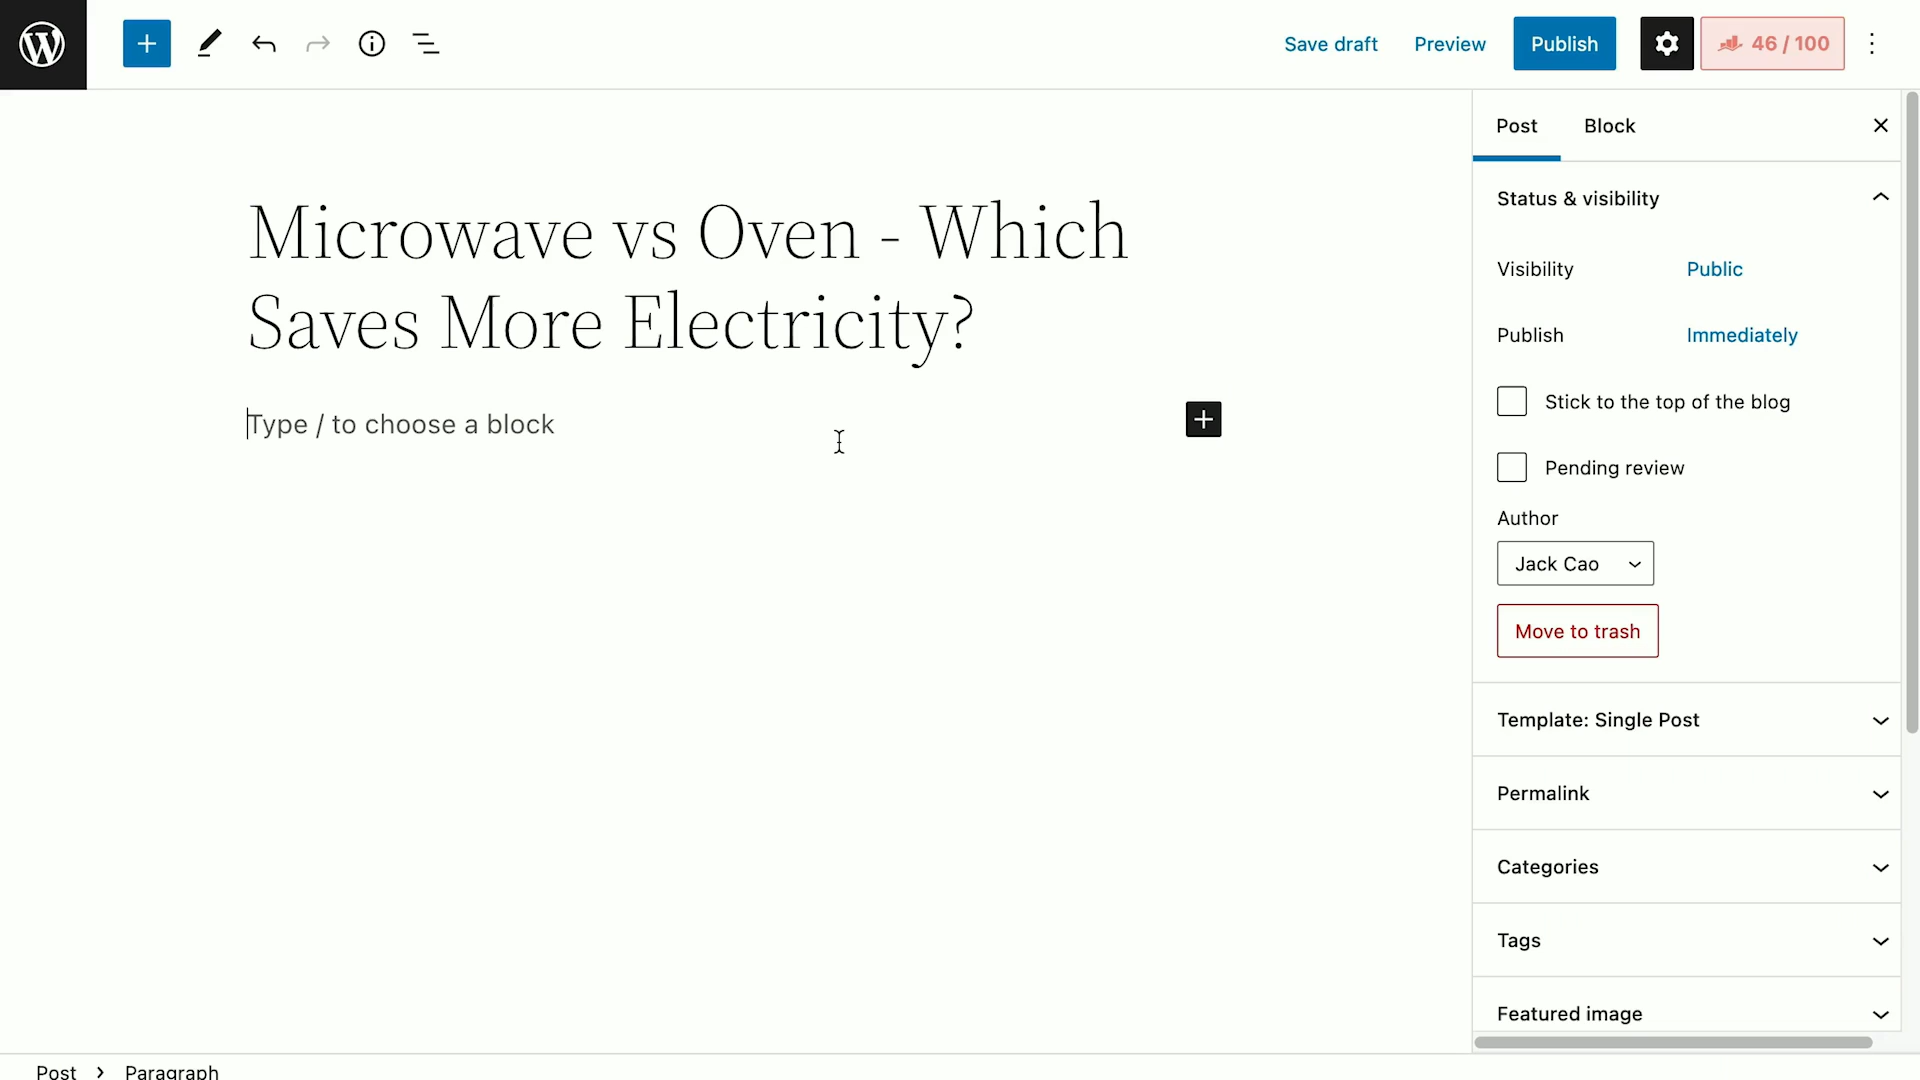 Save draft
Preview
Publish
46 / 100
Post
Block
Microwave vs Oven - Which
Saves More Electricity?
Type / to choose a block
Status & visibility
Visibility
Public
Publish
Immediately
Stick to the top of the blog
Pending review
Author
Jack Cao
Move to trash
Template: Single Post
Permalink
Categories
Tags
Featured image
Post > Paragraph